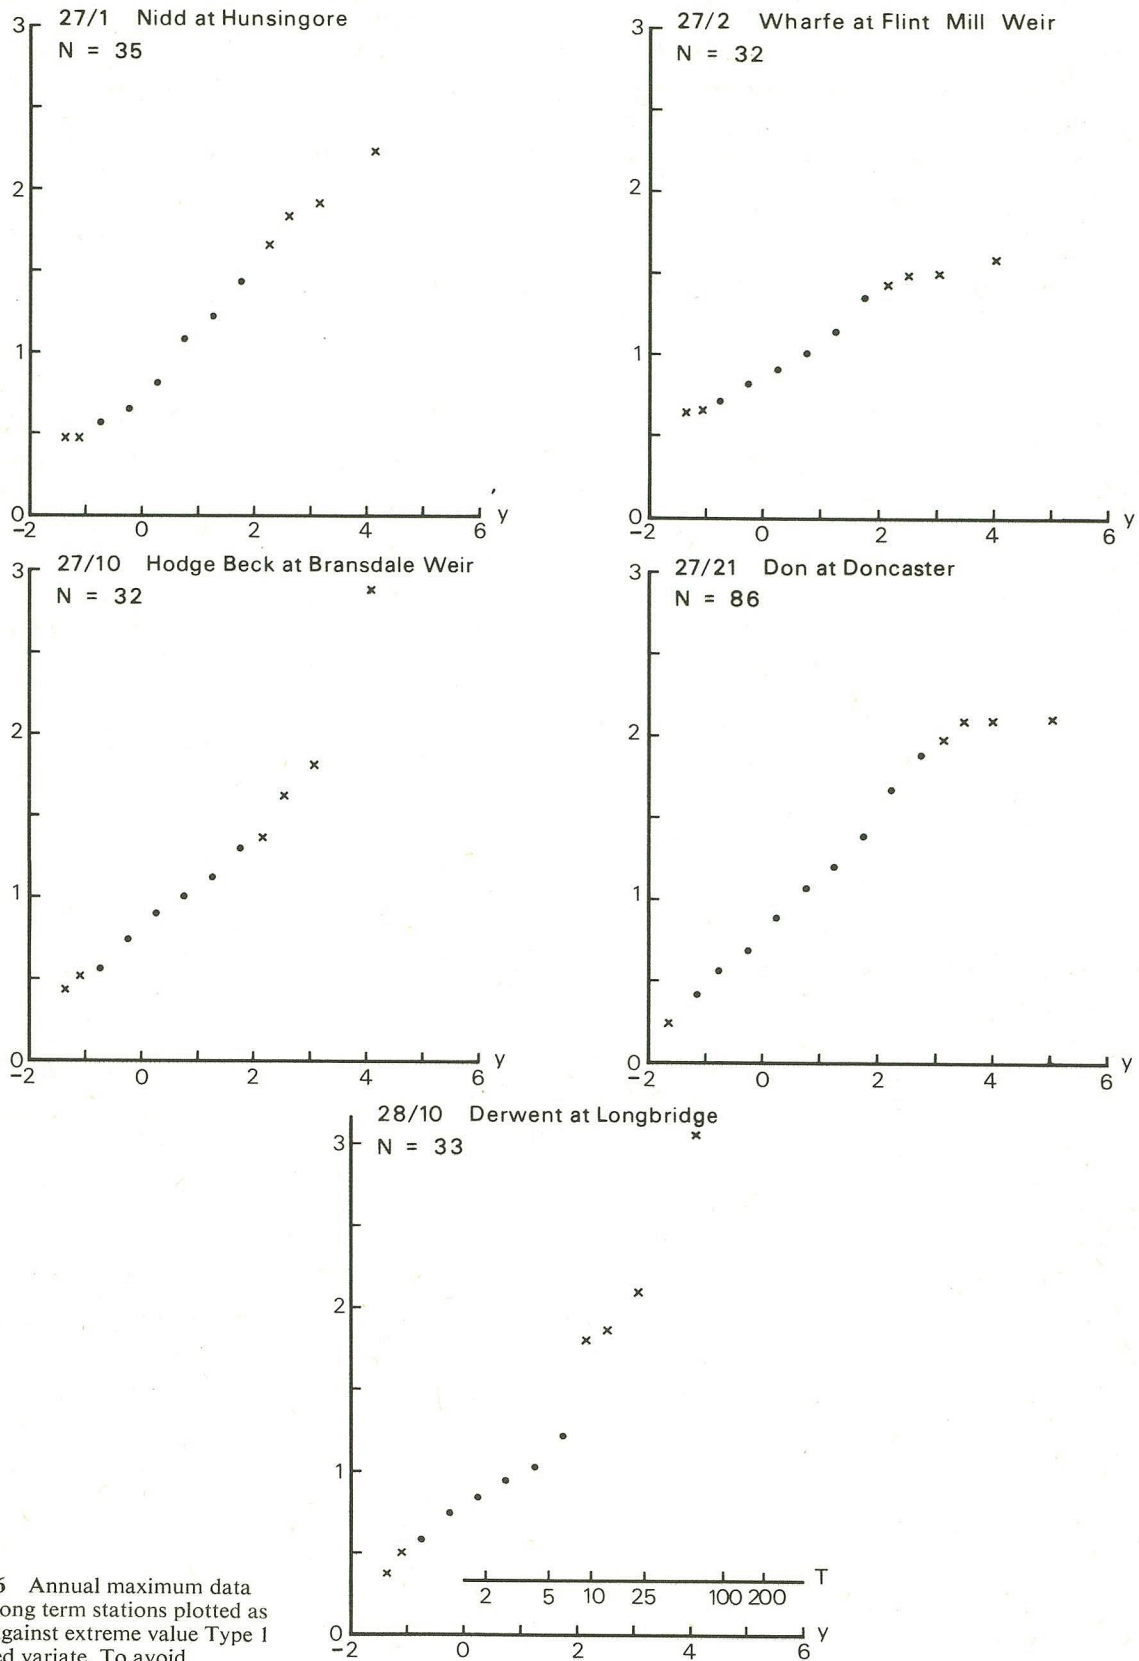 27/1 Nidd at Hunsingore
N = 35
3
2
1
0
-2 0 2 4 6 y
27/2 Wharfe at Flint Mill Weir
N = 32
3
2
1
0
-2 0 2 4 6 y
27/10 Hodge Beck at Bransdale Weir
N = 32
3
2
1
0
-2 0 2 4 6 y
27/21 Don at Doncaster
N = 86
3
2
1
0
-2 0 2 4 6 y
28/10 Derwent at Longbridge
N = 33
3
2
1
0
2 5 10 25 100 200 T
-2 0 2 4 6 y
Annual maximum data
ong term stations plotted as
gainst extreme value Type 1
ed variate. To avoid